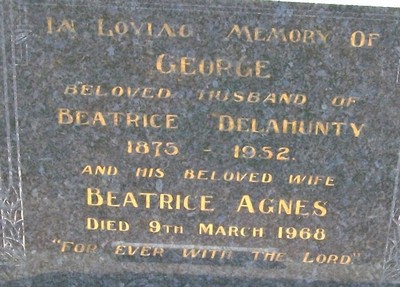 IN LOVING MEMORY OF
GEORGE
BELOVED HUSBAND OF
BEATRICE DELAHUNTY
1875 - 1952.
AND HIS BELOVED WIFE
BEATRICE AGNES
DIED 9TH MARCH 1968
"FOR EVER WITH THE LORD"